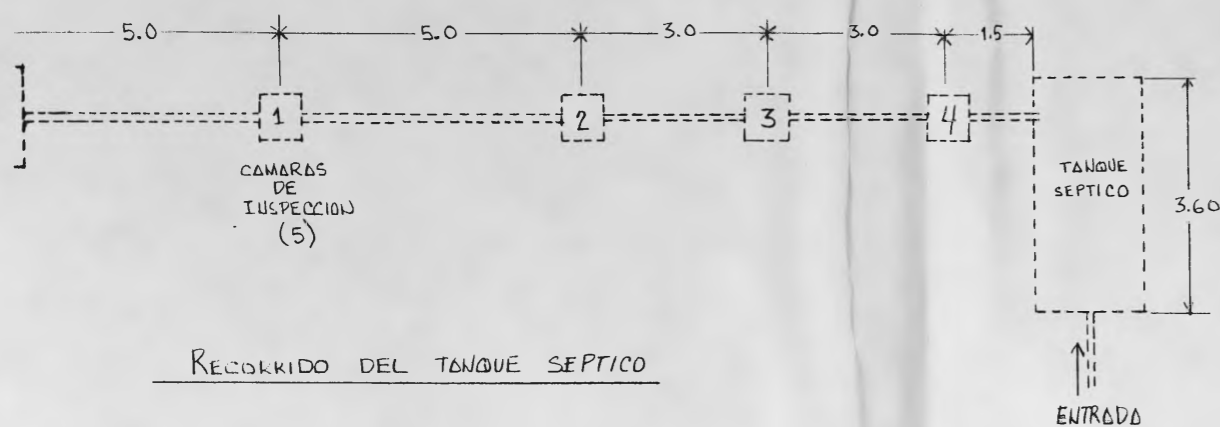 5.0 5.0 3.0 3.0 1.5
1 2 3 4
CAMARAS
DE
INSPECCION
(5)
TANQUE
SEPTICO
3.60
RECORRIDO DEL TANQUE SEPTICO
ENTRADA